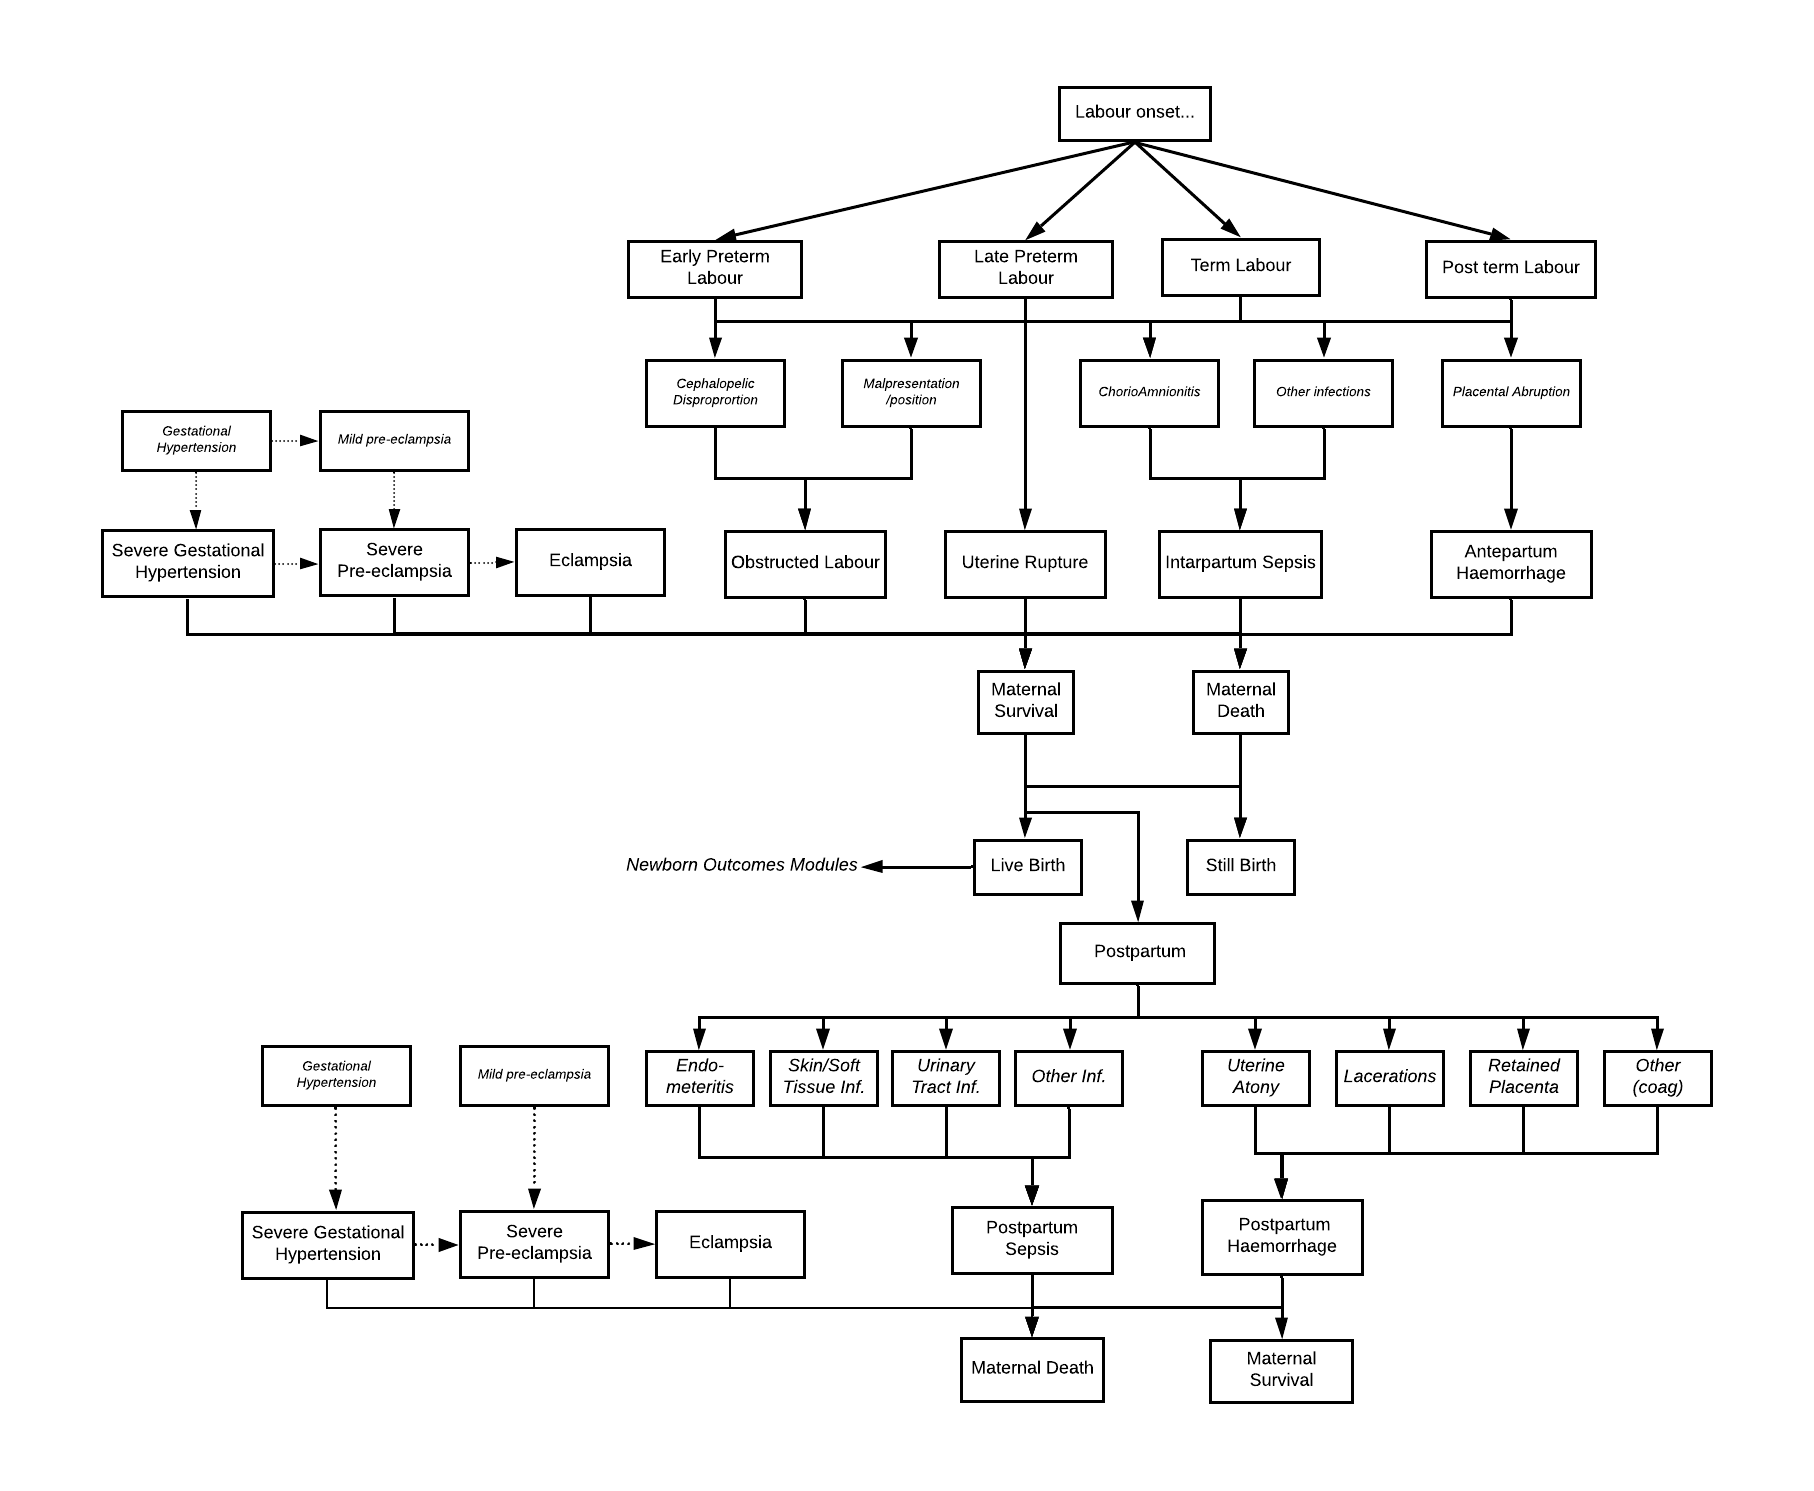 Labour onset...
Early Preterm
Labour
Late Preterm
Labour
Term Labour
Post term Labour
Cephalopelic
Disproprortion
Malpresentation
/position
ChorioAmnionitis
Other infections
Placental Abruption
Gestational
Hypertension
Mild pre-eclampsia
Severe Gestational
Hypertension
Severe
Pre-eclampsia
Eclampsia
Obstructed Labour
Uterine Rupture
Intarpartum Sepsis
Antepartum
Haemorrhage
Maternal
Survival
Maternal
Death
Newborn Outcomes Modules
Live Birth
Still Birth
Postpartum
Gestational
Hypertension
Mild pre-eclampsia
Endo-
meteritis
Skin/Soft
Tissue Inf.
Urinary
Tract Inf.
Other Inf.
Uterine
Atony
Lacerations
Retained
Placenta
Other
(coag)
Severe Gestational
Hypertension
Severe
Pre-eclampsia
Eclampsia
Postpartum
Sepsis
Postpartum
Haemorrhage
Maternal Death
Maternal
Survival